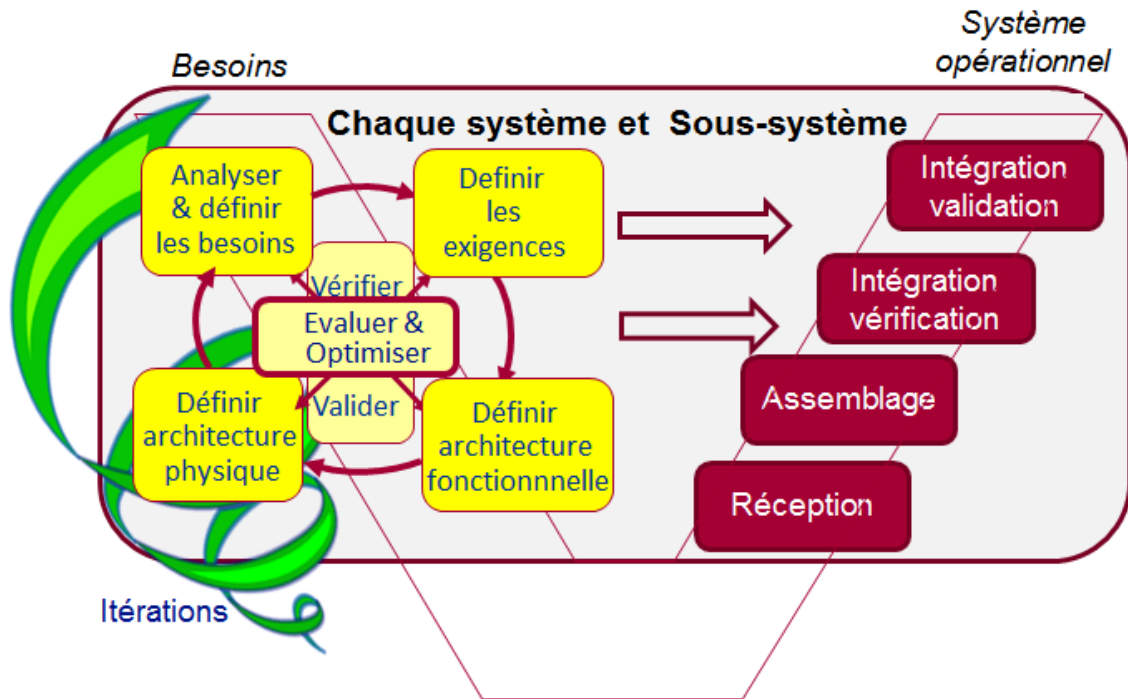 Besoins
Système
opérationnel
Chaque système et Sous-système
Analyser
& définir
les besoins
Definir
les
exigences
Vérifier
Evaluer &
Optimiser
Valider
Définir
architecture
physique
Définir
architecture
fonctionnnelle
Intégration
validation
Intégration
vérification
Assemblage
Réception
Itérations